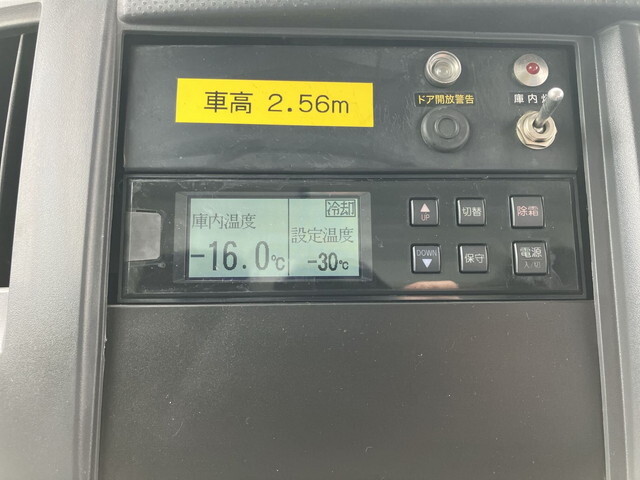 車高 2.56m
ドア開放警告
庫内灯
冷却
庫内温度
設定温度
-16.0℃
-30℃
UP
切替
除霜
DOWN
保守
電源
入/切